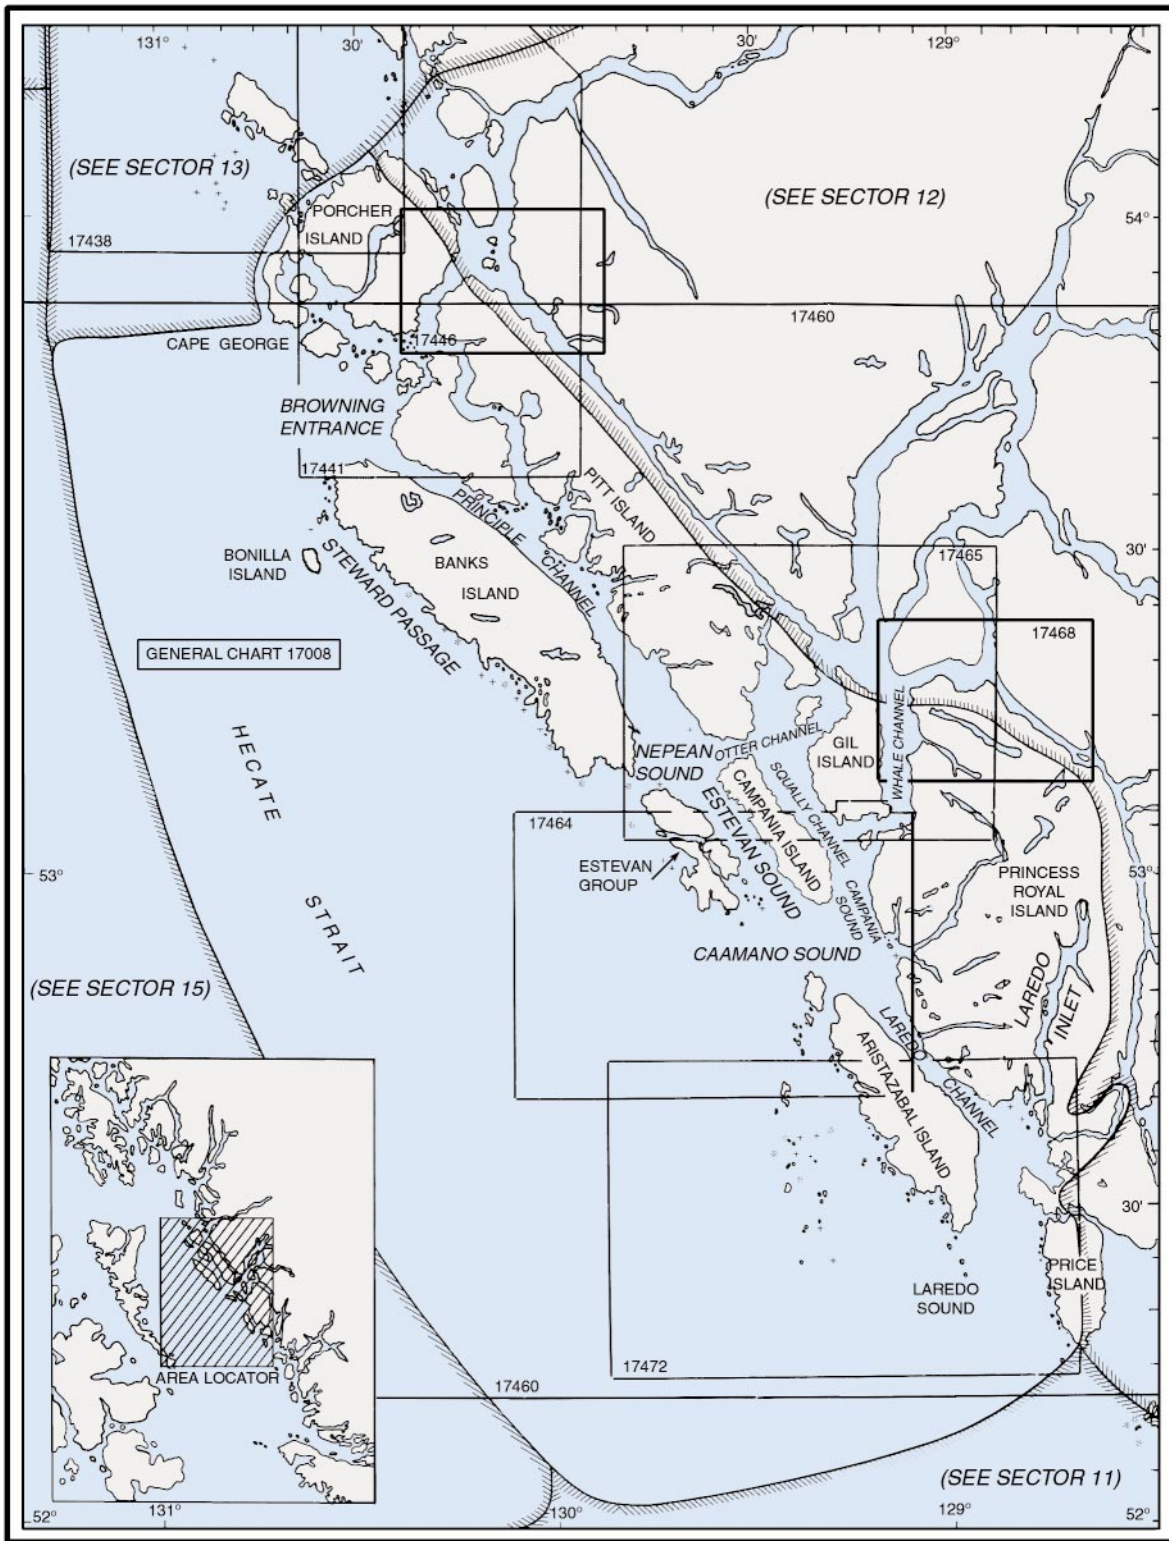 131°
30'
30'
129°
(SEE SECTOR 13)
(SEE SECTOR 12)
54°
PORCHER
ISLAND
17438
17460
CAPE GEORGE
17446
BROWNING
ENTRANCE
17441
PITT ISLAND
PRINCIPLE CHANNEL
BONILLA
ISLAND
BANKS
ISLAND
STEWARD PASSAGE
17465
30'
17468
GENERAL CHART 17008
HECATE
STRAIT
WHALE CHANNEL
NEPEAN
SOUND
OTTER CHANNEL
GIL
ISLAND
SQUALLY CHANNEL
CAMPANIA ISLAND
ESTEVAN SOUND
17464
ESTEVAN
GROUP
53°
53°
PRINCESS
ROYAL
ISLAND
CAMPANIA
SOUND
CAAMANO SOUND
LAREDO
INLET
(SEE SECTOR 15)
LAREDO CHANNEL
ARISTAZABAL ISLAND
30'
PRICE
ISLAND
LAREDO
SOUND
17472
AREA LOCATOR
17460
(SEE SECTOR 11)
52°
131°
130°
129°
52°